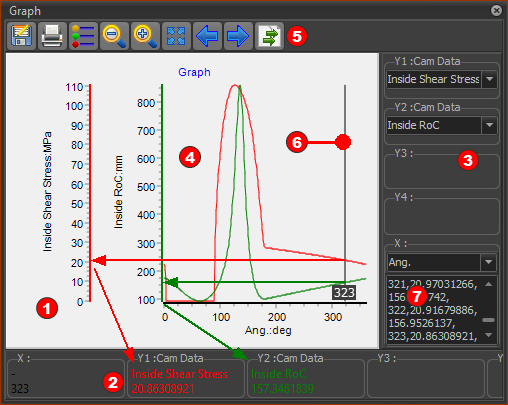 Graph
5
Graph
Y1 :Cam Data
Inside Shear Stress
Y2 :Cam Data
Inside RoC
Y3 :
3
Y4 :
X :
Ang.
321,20.97031266,
742,
322,20.91679886,
156.9526137,
323,20.86308921,
7
Inside Shear Stress:MPa
110
100
90
80
70
60
50
40
30
20
10
0
1
Inside RoC:mm
800
700
600
500
400
300
200
100
4
6
323
0 100 200 300
Ang.:deg
X :
-
323
2
Y1 :Cam Data
Inside Shear Stress
20.86308921
Y2 :Cam Data
Inside RoC
157.3461839
Y3 :